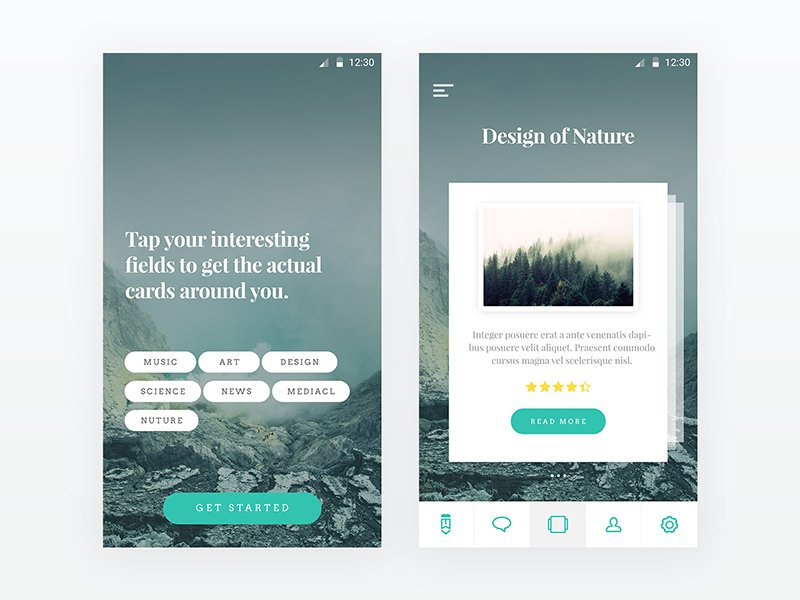 12:30
Tap your interesting
fields to get the actual
cards around you.
MUSIC
ART
DESIGN
SCIENCE
NEWS
MEDIACL
NUTURE
GET STARTED
12:30
Design of Nature
Integer posuere erat a ante venenatis dapi-
bus posuere velit aliquet. Praesent commodo
cursus magna vel scelerisque nisl.
READ MORE